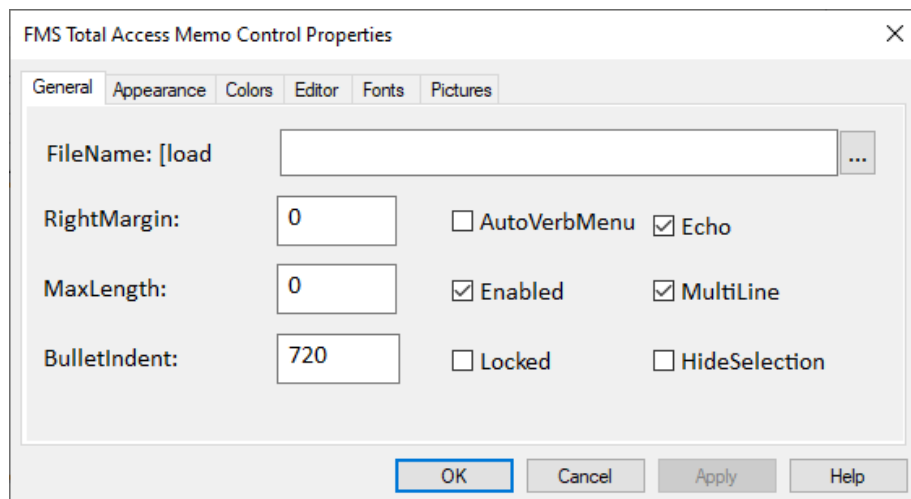 FMS Total Access Memo Control Properties
General Appearance Colors Editor Fonts Pictures
FileName: [load ...
RightMargin: 0 AutoVerbMenu Echo
MaxLength: 0 Enabled MultiLine
BulletIndent: 720 Locked HideSelection
OK Cancel Apply Help